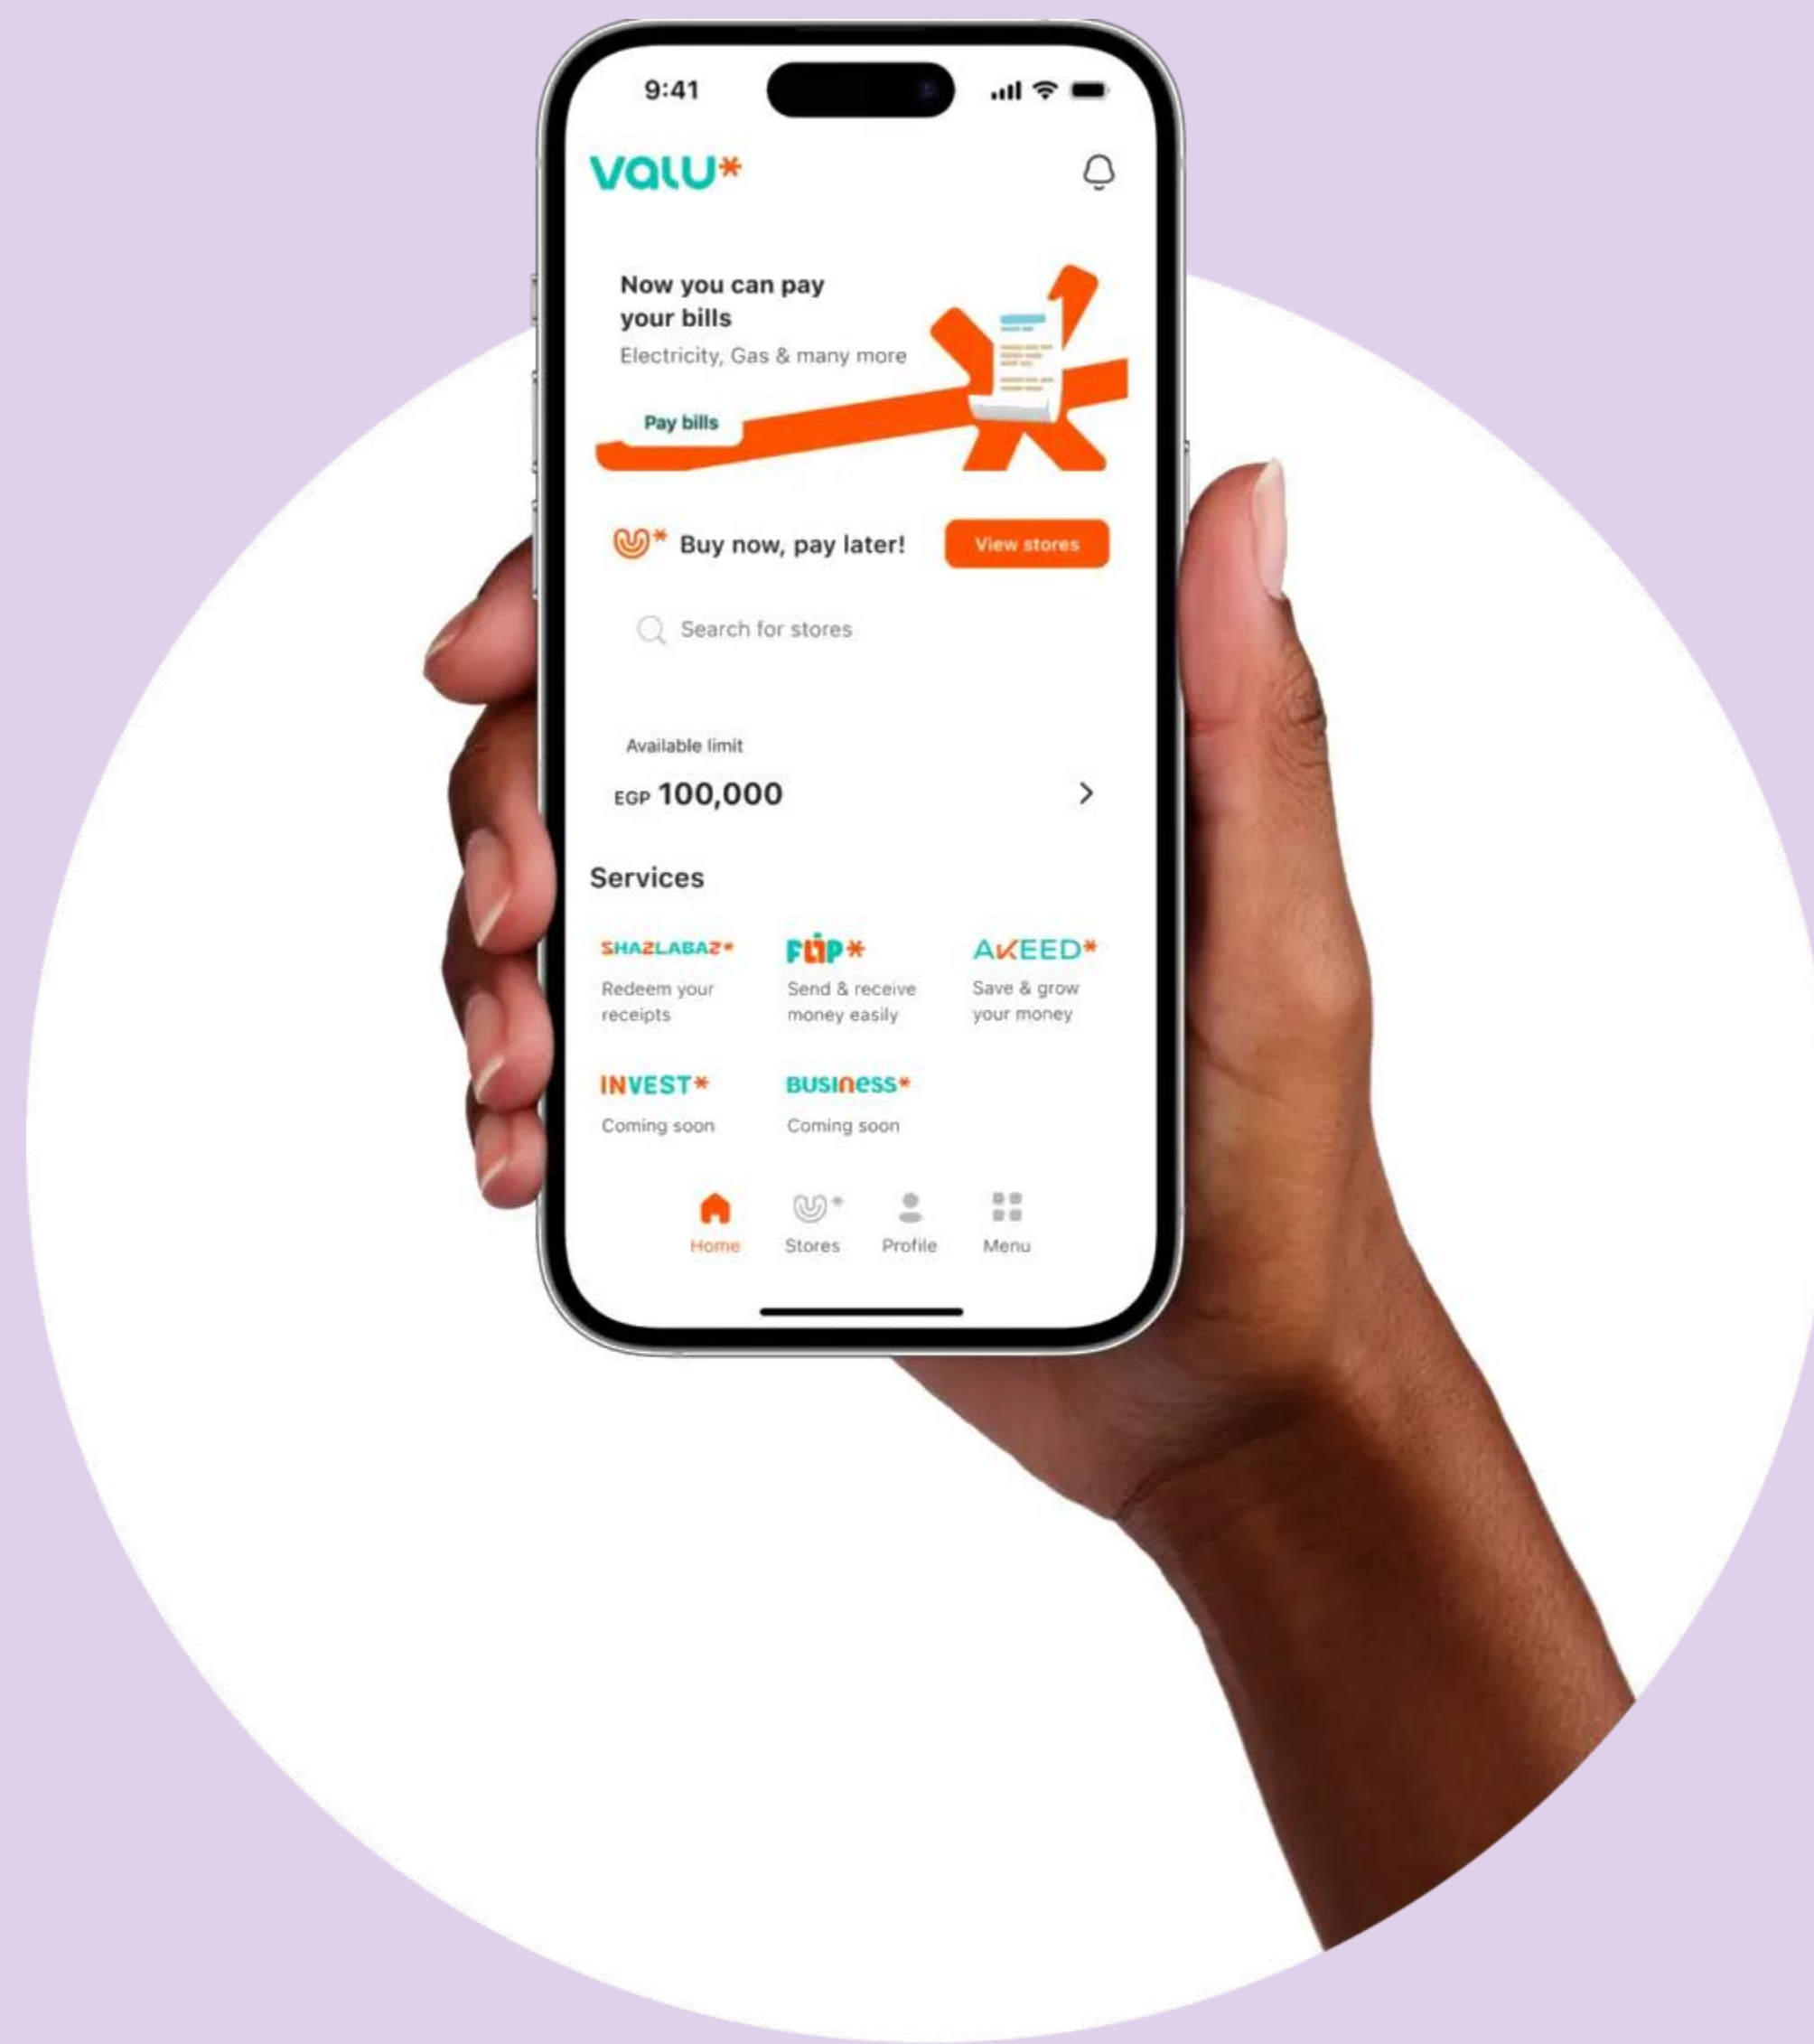 9:41
valu*
Now you can pay
your bills
Electricity, Gas & many more
Pay bills
Buy now, pay later!
View stores
Search for stores
Available limit
EGP 100,000
Services
SHAZLABAZ*
FLIP*
AKEED*
Redeem your
receipts
Send & receive
money easily
Save & grow
your money
INVEST*
BUSINESS*
Coming soon
Coming soon
Home
Stores
Profile
Menu